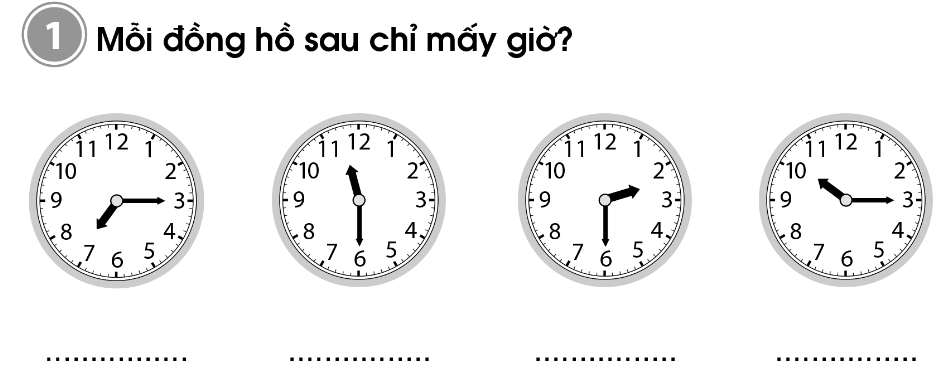 1 Mỗi đồng hồ sau chỉ mấy giờ?
12 1 2 3 4 5 6 7 8 9 10 11
12 1 2 3 4 5 6 7 8 9 10 11
12 1 2 3 4 5 6 7 8 9 10 11
12 1 2 3 4 5 6 7 8 9 10 11
............... ............... ............... ...............